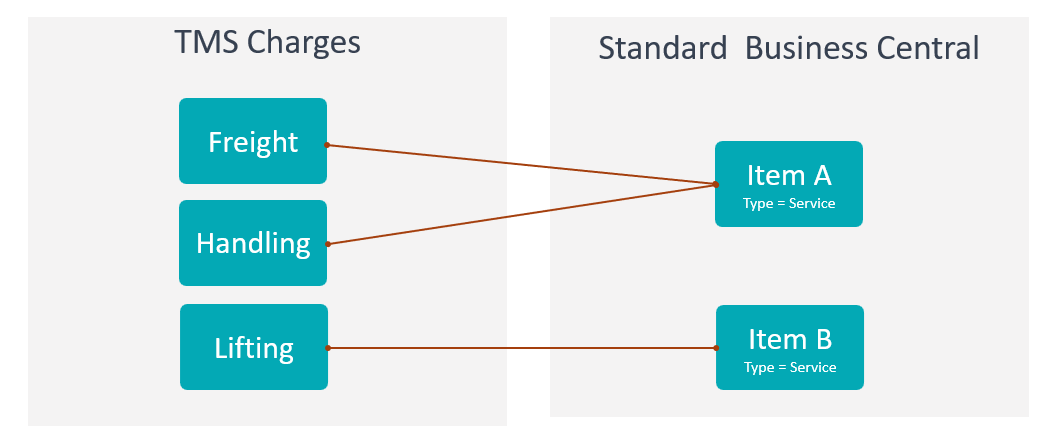 TMS Charges
Freight
Handling
Lifting
Standard Business Central
Item A
Type = Service
Item B
Type = Service